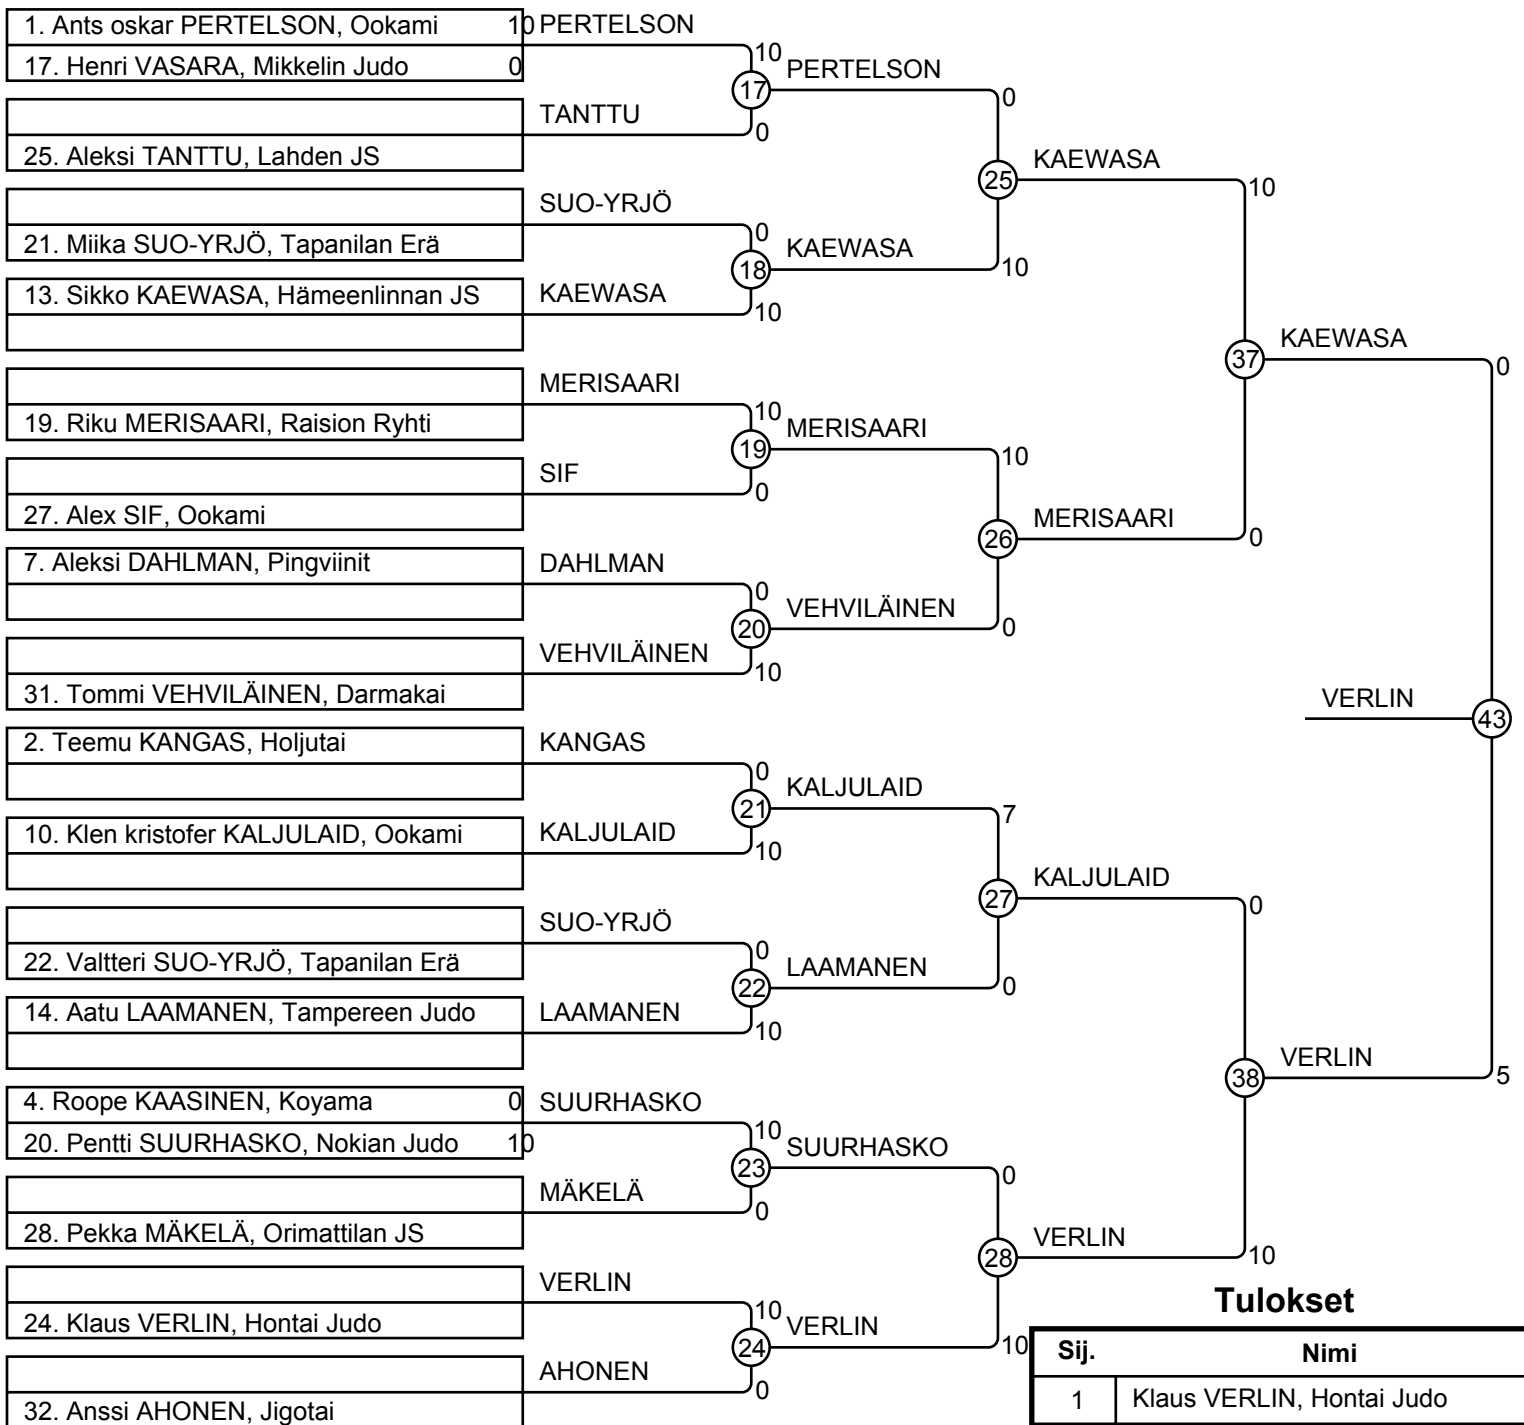 1. Ants oskar PERTELSON, Ookami 10
17. Henri VASARA, Mikkelin Judo 0
25. Aleksi TANTTU, Lahden JS
21. Miika SUO-YRJÖ, Tapanilan Erä
13. Sikko KAEWASA, Hämeenlinnan JS
19. Riku MERISAARI, Raision Ryhti
27. Alex SIF, Ookami
7. Aleksi DAHLMAN, Pingviinit
31. Tommi VEHVILÄINEN, Darmakai
2. Teemu KANGAS, Holjutai
10. Klen kristofer KALJULAID, Ookami
22. Valtteri SUO-YRJÖ, Tapanilan Erä
14. Aatu LAAMANEN, Tampereen Judo
4. Roope KAASINEN, Koyama 0
20. Pentti SUURHASKO, Nokian Judo 10
28. Pekka MÄKELÄ, Orimattilan JS
24. Klaus VERLIN, Hontai Judo
32. Anssi AHONEN, Jigotai
PERTELSON
10
17
TANTTU
0
SUO-YRJÖ
0
18
KAEWASA
10
MERISAARI
10
19
SIF
0
DAHLMAN
0
20
VEHVILÄINEN
10
KANGAS
0
21
KALJULAID
10
SUO-YRJÖ
0
22
LAAMANEN
10
SUURHASKO
10
23
MÄKELÄ
0
VERLIN
10
24
AHONEN
0
PERTELSON
0
25
KAEWASA
10
MERISAARI
10
26
VEHVILÄINEN
0
KALJULAID
7
27
LAAMANEN
0
SUURHASKO
0
28
VERLIN
10
KAEWASA
10
37
MERISAARI
0
KALJULAID
0
38
VERLIN
10
KAEWASA
0
VERLIN
43
VERLIN
5
Tulokset
Sij. Nimi
1 Klaus VERLIN, Hontai Judo